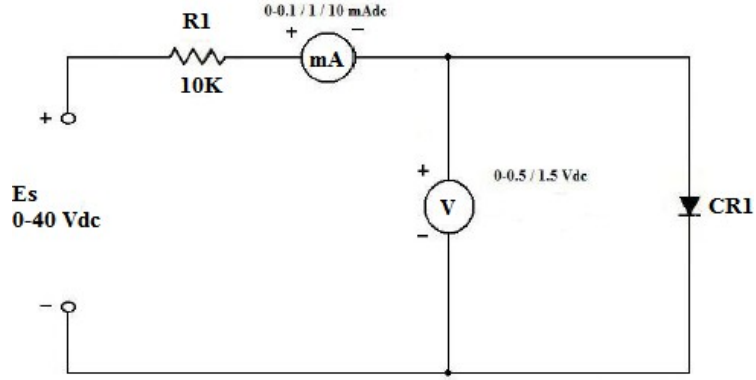 R1
0-0.1 / 1 / 10 mAdc
+
−
mA
10K
+
Es
0-40 Vdc
−
+
V
−
0-0.5 / 1.5 Vdc
CR1